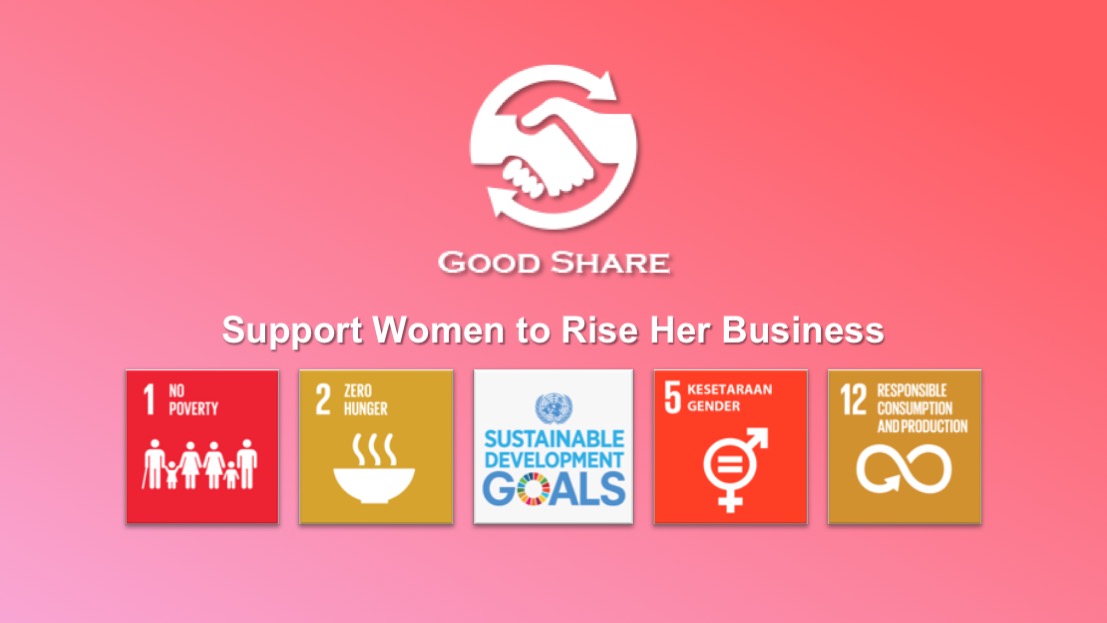 GOOD SHARE
Support Women to Rise Her Business
1 NO
POVERTY
2 ZERO
HUNGER
SUSTAINABLE
DEVELOPMENT
GOALS
5 KESETARAAN
GENDER
12 RESPONSIBLE
CONSUMPTION
AND PRODUCTION